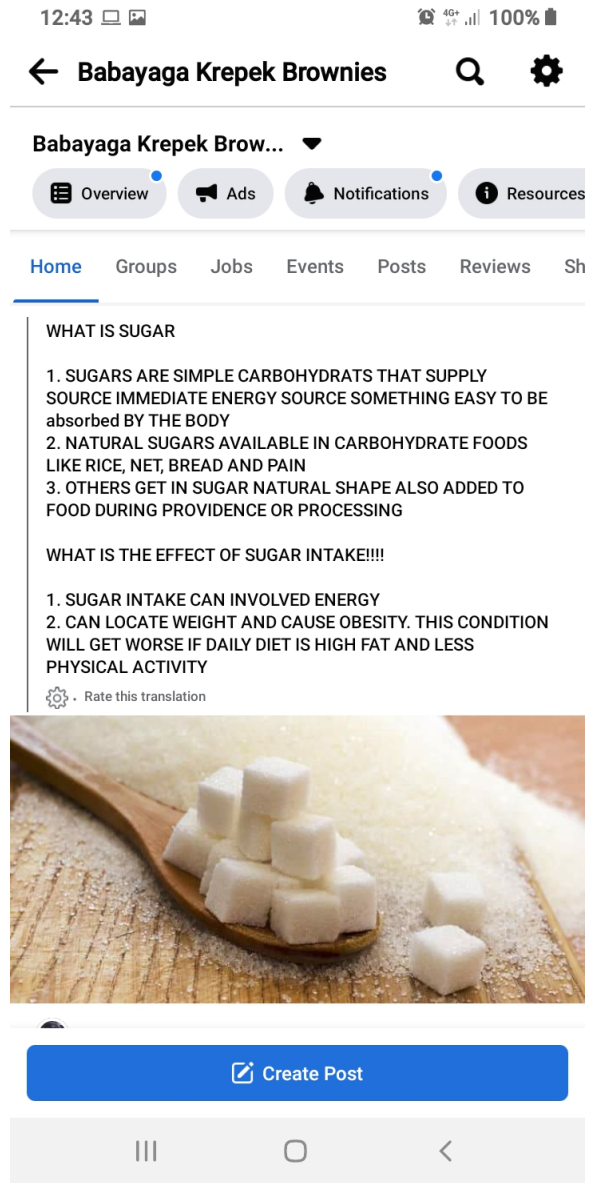 12:43
4G+
100%
Babayaga Krepek Brownies
Babayaga Krepek Brow...
Overview
Ads
Notifications
Resources
Home
Groups
Jobs
Events
Posts
Reviews
Sh
WHAT IS SUGAR
1. SUGARS ARE SIMPLE CARBOHYDRATS THAT SUPPLY
SOURCE IMMEDIATE ENERGY SOURCE SOMETHING EASY TO BE
absorbed BY THE BODY
2. NATURAL SUGARS AVAILABLE IN CARBOHYDRATE FOODS
LIKE RICE, NET, BREAD AND PAIN
3. OTHERS GET IN SUGAR NATURAL SHAPE ALSO ADDED TO
FOOD DURING PROVIDENCE OR PROCESSING
WHAT IS THE EFFECT OF SUGAR INTAKE!!!!
1. SUGAR INTAKE CAN INVOLVED ENERGY
2. CAN LOCATE WEIGHT AND CAUSE OBESITY. THIS CONDITION
WILL GET WORSE IF DAILY DIET IS HIGH FAT AND LESS
PHYSICAL ACTIVITY
· Rate this translation
Create Post